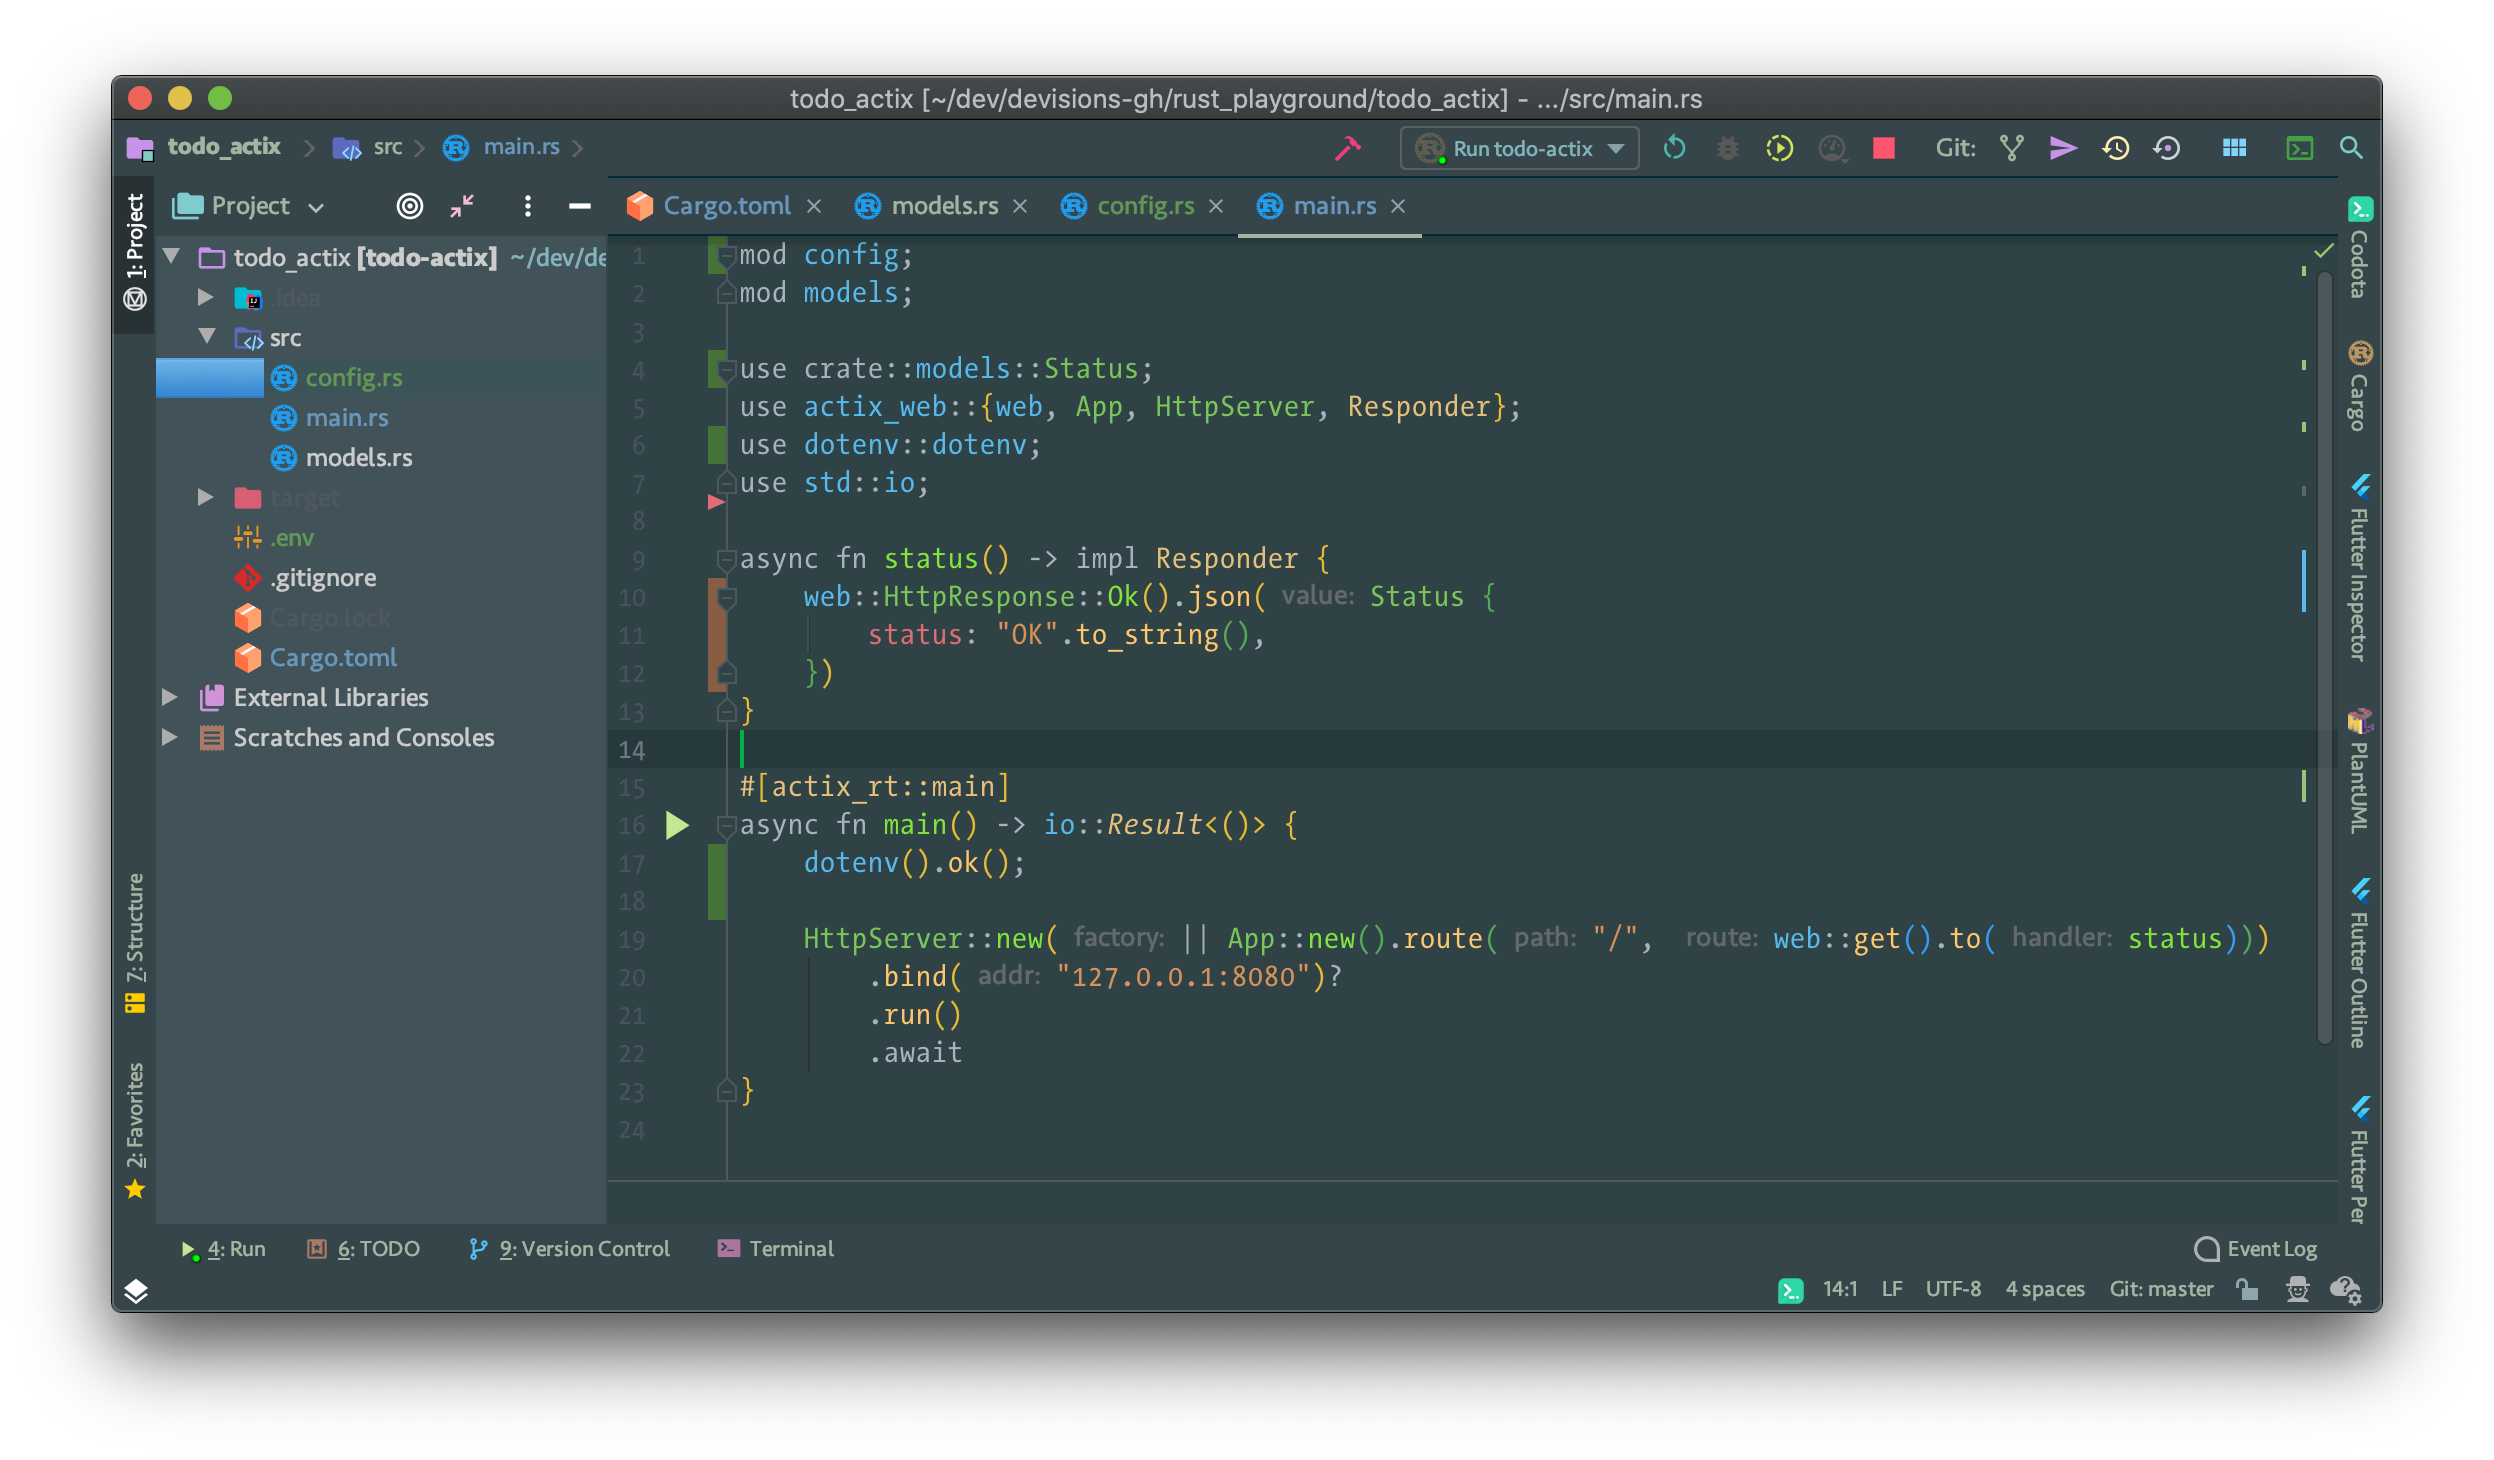 todo_actix [~/dev/devisions-gh/rust_playground/todo_actix] - .../src/main.rs
todo_actix src main.rs
Run todo-actix Git:
1: Project
Project
Cargo.toml models.rs config.rs main.rs
todo_actix [todo-actix] ~/dev/de
.idea
src
config.rs
main.rs
models.rs
target
.env
.gitignore
Cargo.lock
Cargo.toml
External Libraries
Scratches and Consoles
7: Structure
2: Favorites
1 mod config;
2 mod models;
3
4 use crate::models::Status;
5 use actix_web::{web, App, HttpServer, Responder};
6 use dotenv::dotenv;
7 use std::io;
8
9 async fn status() -> impl Responder {
10 web::HttpResponse::Ok().json( value: Status {
11 status: "OK".to_string(),
12 })
13 }
14
15 #[actix_rt::main]
16 async fn main() -> io::Result<()> {
17 dotenv().ok();
18
19 HttpServer::new( factory: || App::new().route( path: "/", route: web::get().to( handler: status)))
20 .bind( addr: "127.0.0.1:8080")?
21 .run()
22 .await
23 }
24
Codota
Cargo
Flutter Inspector
PlantUML
Flutter Outline
Flutter Per
4: Run 6: TODO 9: Version Control Terminal Event Log
14:1 LF UTF-8 4 spaces Git: master